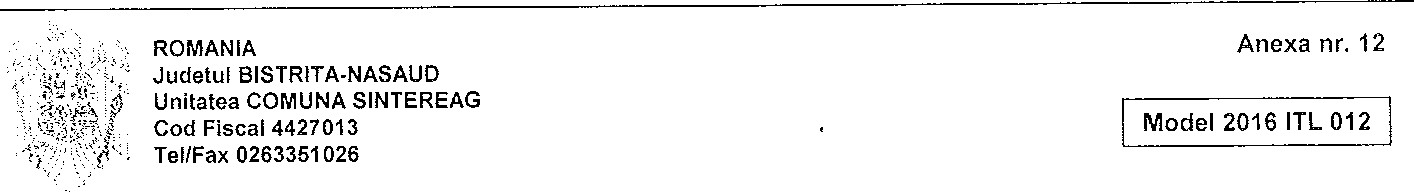 ROMANIA
Judetul BISTRITA-NASAUD
Unitatea COMUNA SINTEREAG
Cod Fiscal 4427013
Tel/Fax 0263351026
Anexa nr. 12
Model 2016 ITL 012